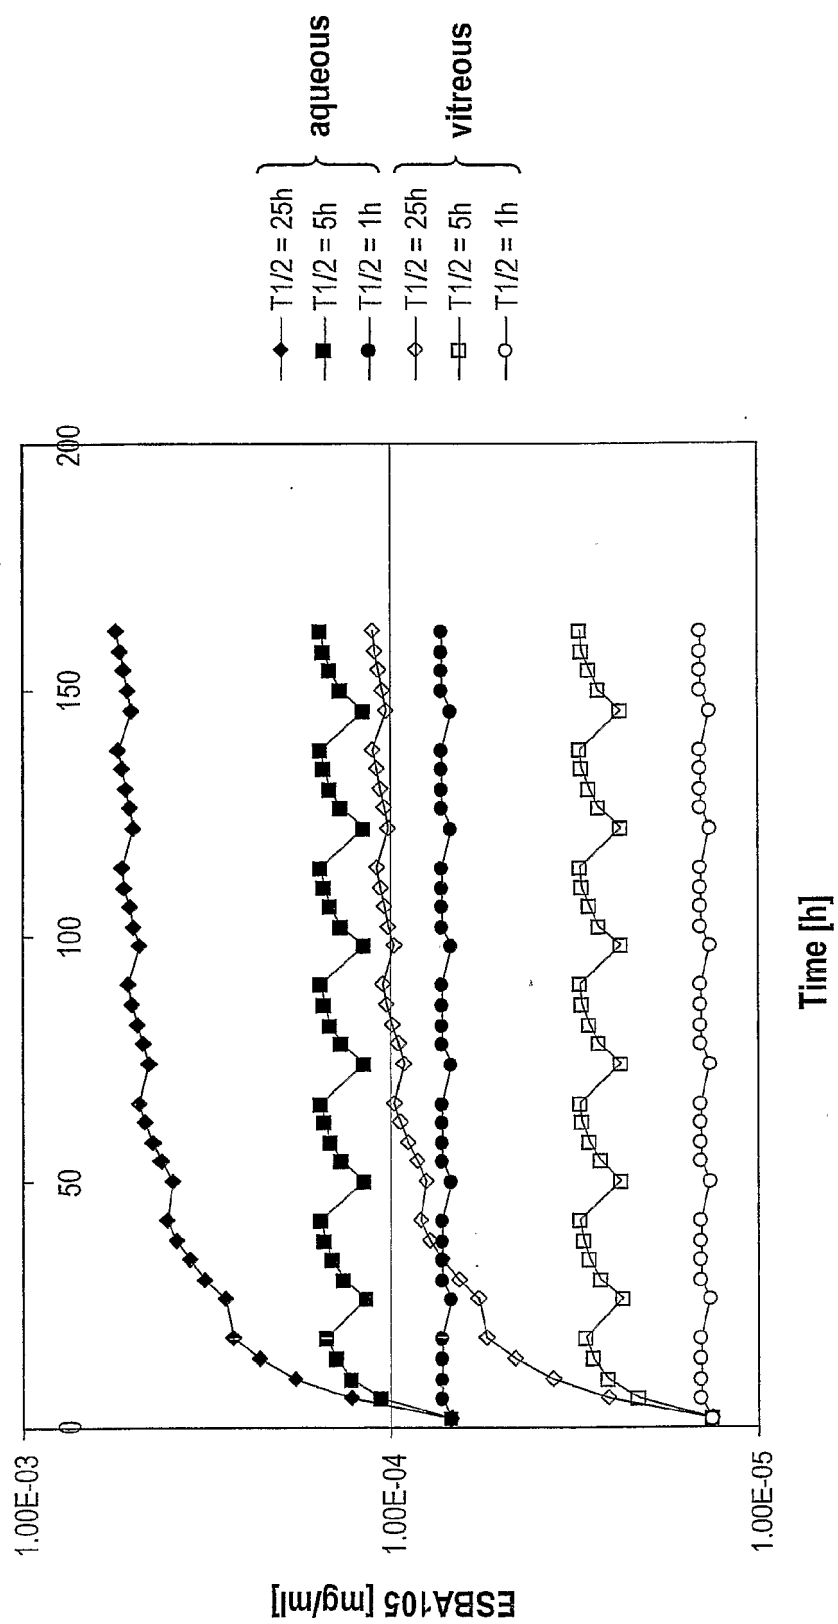 ESBA105 [mg/ml]
1.00E-03
1.00E-04
1.00E-05
0
50
100
150
200
Time [h]
T1/2 = 25h
T1/2 = 5h
T1/2 = 1h
aqueous
T1/2 = 25h
T1/2 = 5h
T1/2 = 1h
vitreous